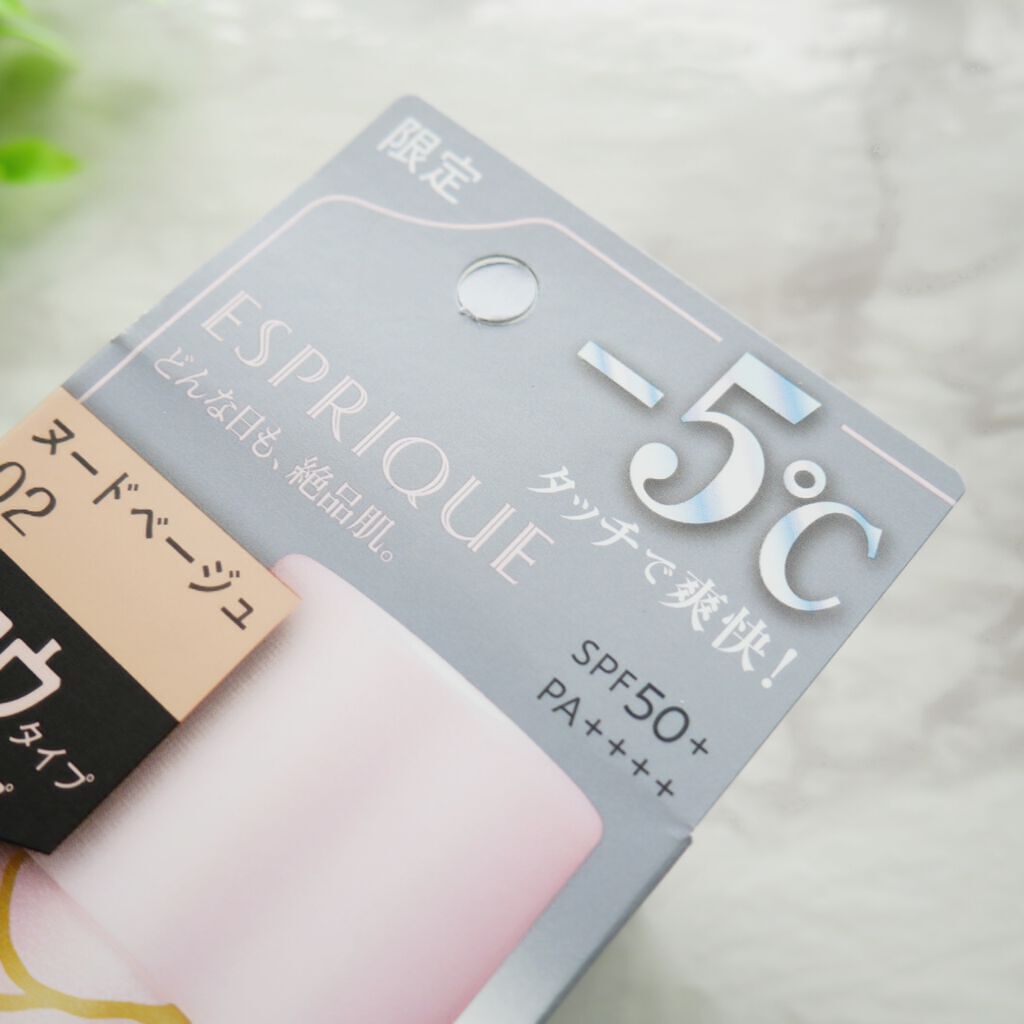 限定
ESPRIQUE
どんな日も、絶品肌。
−5℃
タッチで爽快!
SPF50+
PA++++
ヌードベージュ
02
タイプ